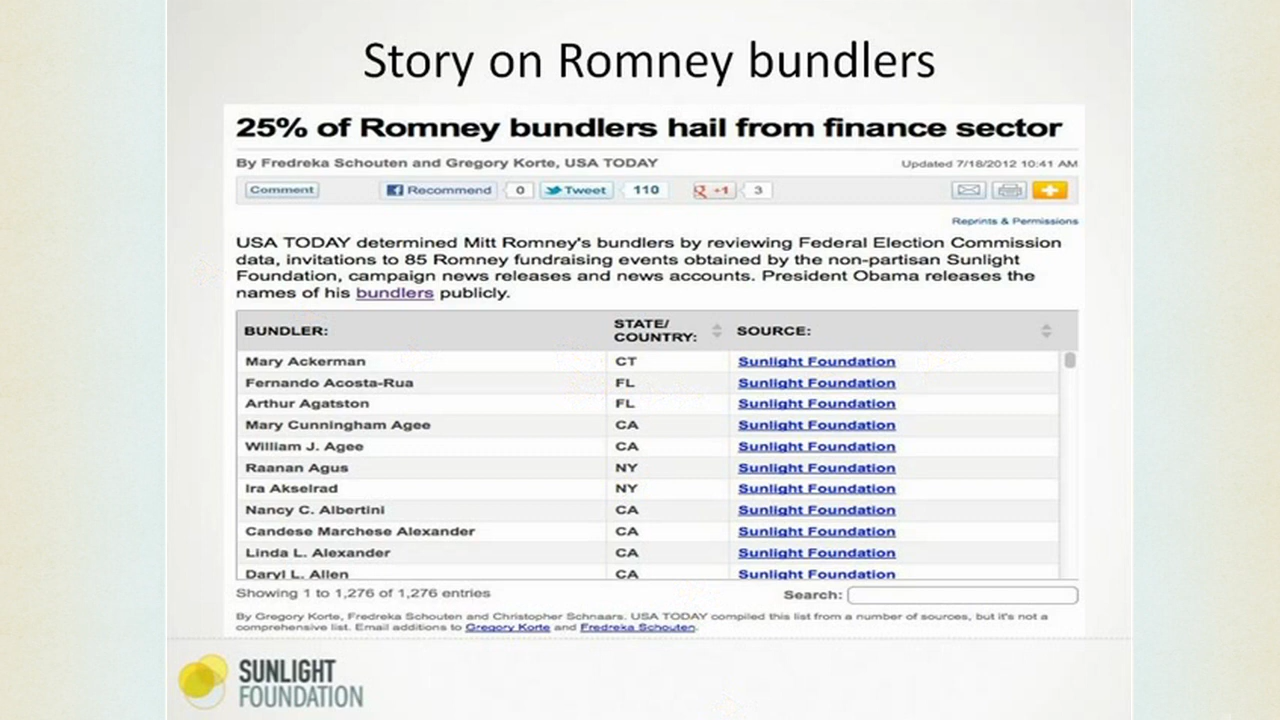 Story on Romney bundlers
25% of Romney bundlers hail from finance sector
By Fredreka Schouten and Gregory Korte, USA TODAY
Updated 7/18/2012 10:41 AM
Comment
Recommend 0
Tweet 110
+1 3
Reprints & Permissions
USA TODAY determined Mitt Romney's bundlers by reviewing Federal Election Commission
data, invitations to 85 Romney fundraising events obtained by the non-partisan Sunlight
Foundation, campaign news releases and news accounts. President Obama releases the
names of his bundlers publicly.
BUNDLER: STATE/ COUNTRY: SOURCE:
Mary Ackerman CT Sunlight Foundation
Fernando Acosta-Rua FL Sunlight Foundation
Arthur Agatston FL Sunlight Foundation
Mary Cunningham Agee CA Sunlight Foundation
William J. Agee CA Sunlight Foundation
Raanan Agus NY Sunlight Foundation
Ira Akselrad NY Sunlight Foundation
Nancy C. Albertini CA Sunlight Foundation
Candese Marchese Alexander CA Sunlight Foundation
Linda L. Alexander CA Sunlight Foundation
Daryl L. Allen CA Sunlight Foundation
Showing 1 to 1,276 of 1,276 entries
Search:
By Gregory Korte, Fredreka Schouten and Christopher Schnaars. USA TODAY compiled this list from a number of sources, but it's not a
comprehensive list. Email additions to Gregory Korte and Fredreka Schouten.
SUNLIGHT
FOUNDATION